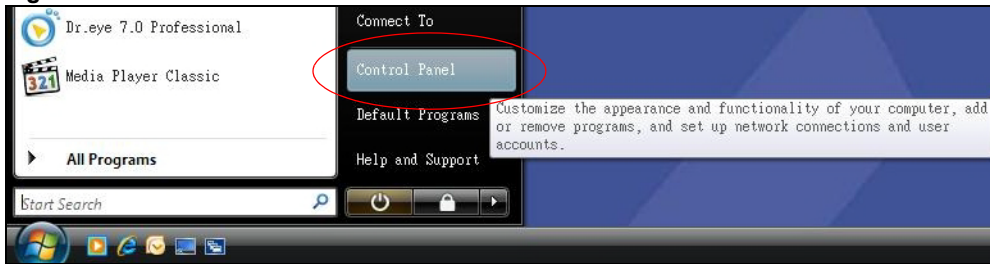 Dr.eye 7.0 Professional
Media Player Classic
All Programs
Start Search
Connect To
Control Panel
Default Programs
Help and Support
Customize the appearance and functionality of your computer, add
or remove programs, and set up network connections and user
accounts.
321